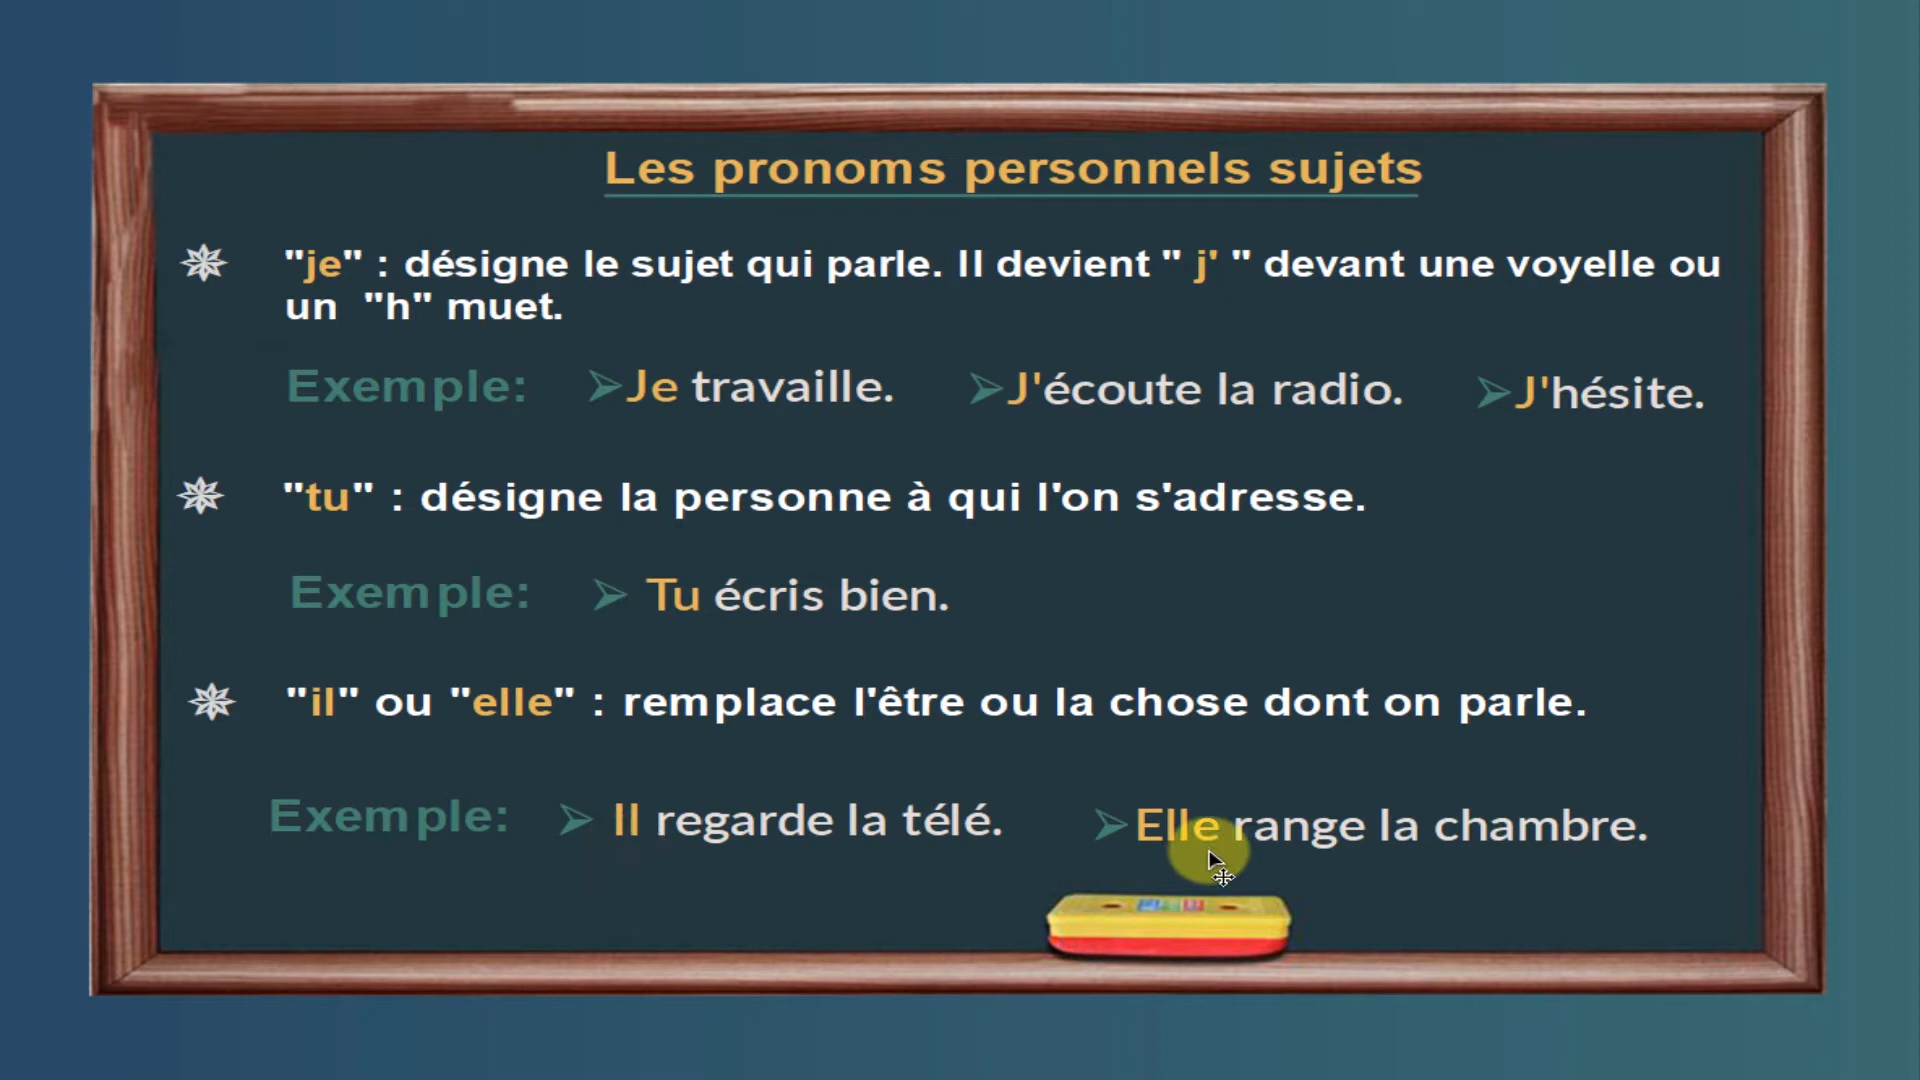 Les pronoms personnels sujets
"je" : désigne le sujet qui parle. Il devient " j' " devant une voyelle ou
un "h" muet.
Exemple: ➢Je travaille. ➢J'écoute la radio. ➢J'hésite.
"tu" : désigne la personne à qui l'on s'adresse.
Exemple: ➢ Tu écris bien.
"il" ou "elle" : remplace l'être ou la chose dont on parle.
Exemple: ➢ Il regarde la télé. ➢Elle range la chambre.